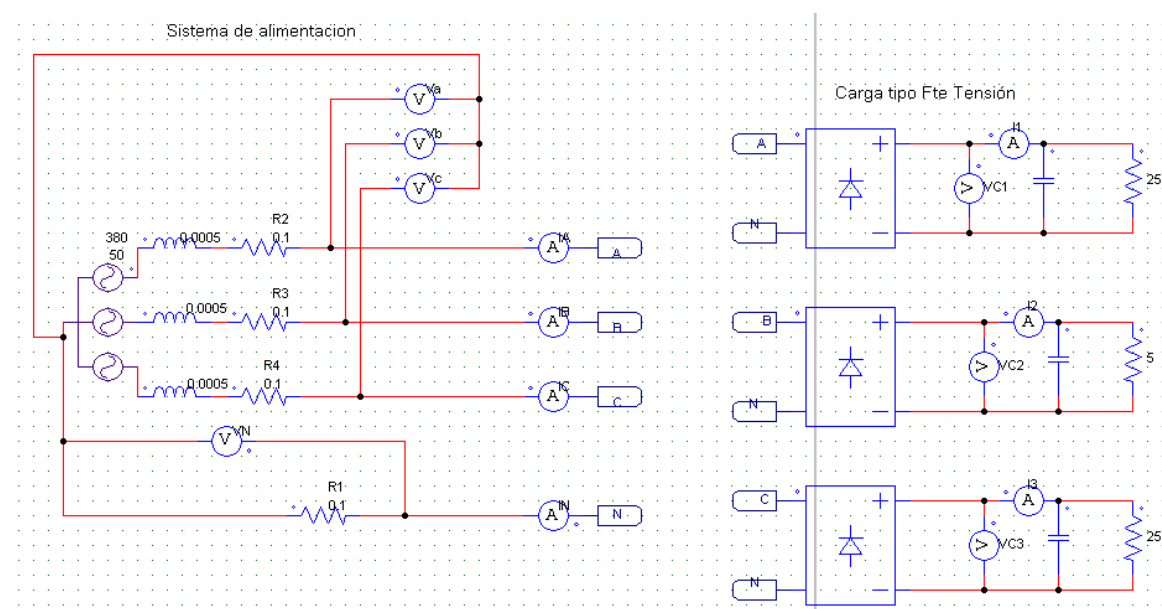 Sistema de alimentacion
V Va
V Vb
V Vc
R2
380
50
0.0005
0.1
A IA
A
R3
0.0005
0.1
A IB
B
R4
0.0005
0.1
A IC
C
V VN
R1
0.1
A IN
N
Carga tipo Fte Tensión
A
I1
A
V VC1
25
N
B
I2
A
V VC2
5
N
C
I3
A
V VC3
25
N